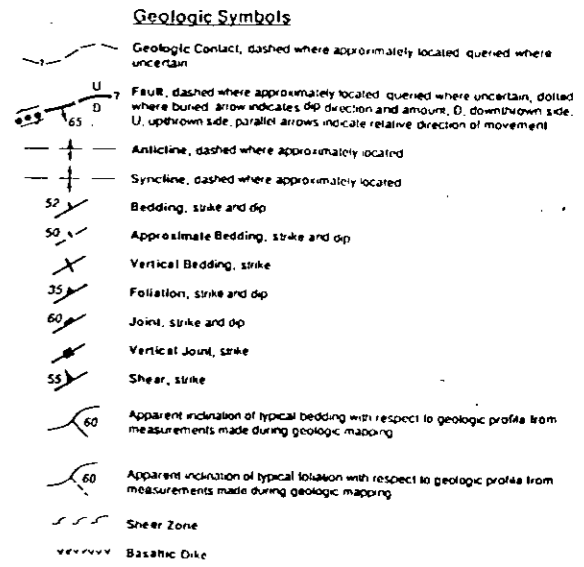 Geologic Symbols
Geologic Contact, dashed where approximately located, queried where
uncertain
?
U
?
D
65
Fault, dashed where approximately located, queried where uncertain, dotted
where buried, arrow indicates dip direction and amount, D, downthrown side,
U, upthrown side, parallel arrows indicate relative direction of movement
Anticline, dashed where approximately located
Syncline, dashed where approximately located
52 Bedding, strike and dip
50 Approximate Bedding, strike and dip
Vertical Bedding, strike
35 Foliation, strike and dip
60 Joint, strike and dip
Vertical Joint, strike
55 Shear, strike
60
Apparent inclination of typical bedding with respect to geologic profile from
measurements made during geologic mapping
60
Apparent inclination of typical foliation with respect to geologic profile from
measurements made during geologic mapping
Sheer Zone
Basaltic Dike